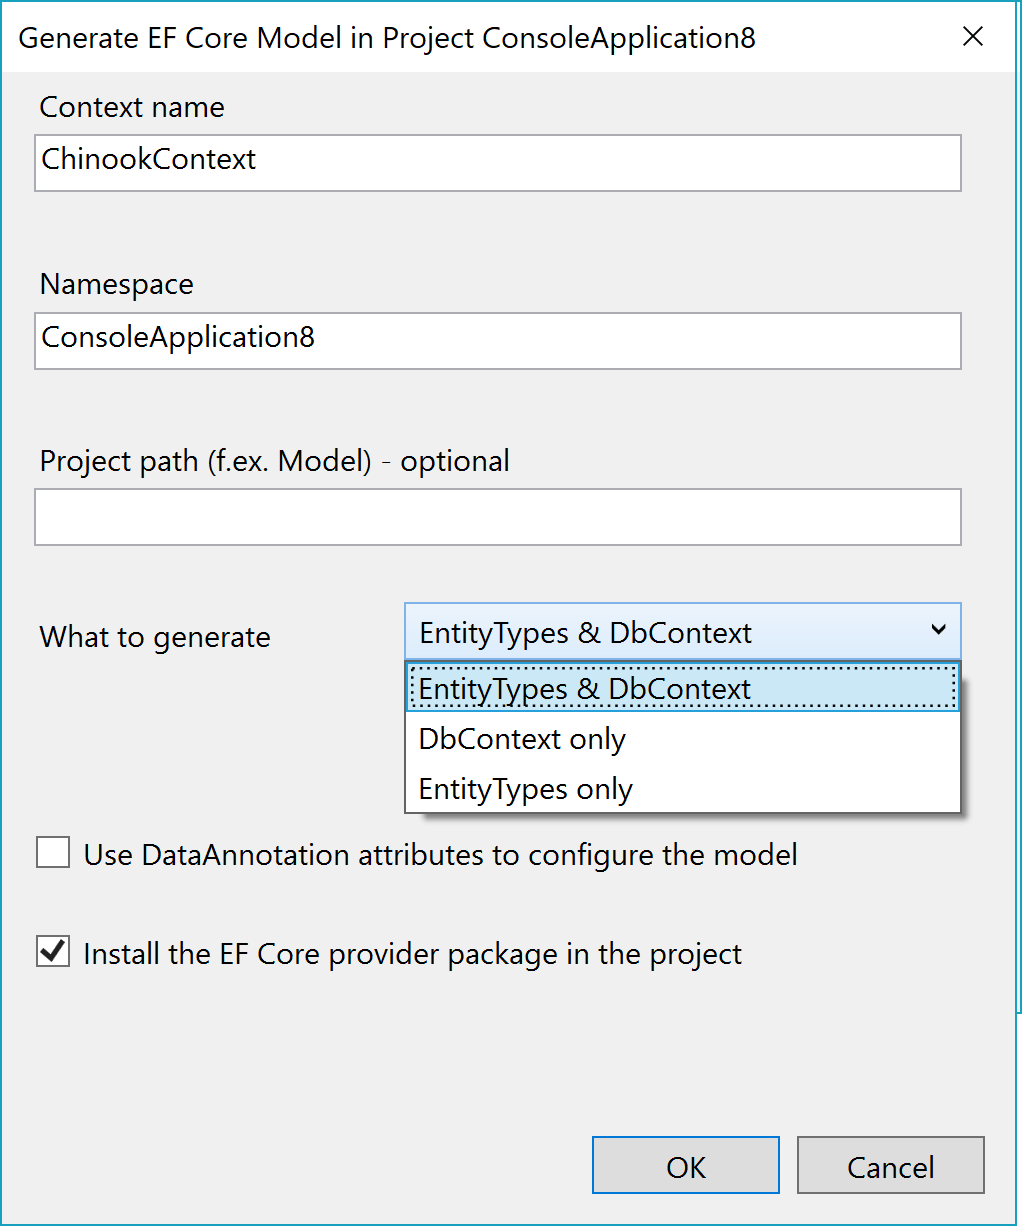 Generate EF Core Model in Project ConsoleApplication8
Context name
ChinookContext
Namespace
ConsoleApplication8
Project path (f.ex. Model) - optional
What to generate
EntityTypes & DbContext
EntityTypes & DbContext
DbContext only
EntityTypes only
Use DataAnnotation attributes to configure the model
Install the EF Core provider package in the project
OK
Cancel